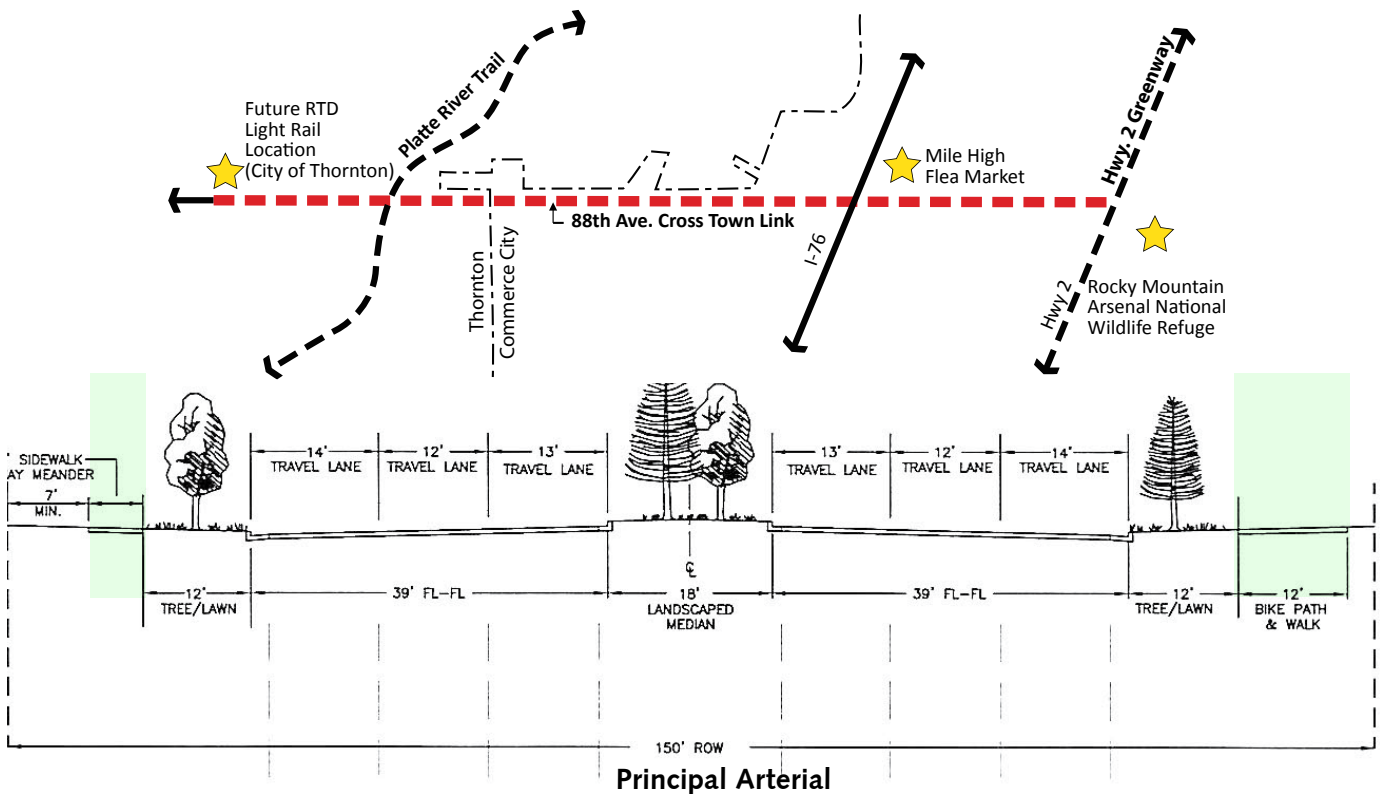 Future RTD
Light Rail
Location
(City of Thornton)
Platte River Trail
Mile High
Flea Market
Hwy. 2 Greenway
88th Ave. Cross Town Link
I-76
Thornton
Commerce City
Hwy 2
Rocky Mountain
Arsenal National
Wildlife Refuge
SIDEWALK
AY MEANDER
7'
MIN.
14'
TRAVEL LANE
12'
TRAVEL LANE
13'
TRAVEL LANE
13'
TRAVEL LANE
12'
TRAVEL LANE
14'
TRAVEL LANE
℄
12'
TREE/LAWN
39' FL-FL
18'
LANDSCAPED
MEDIAN
39' FL-FL
12'
TREE/LAWN
12'
BIKE PATH
& WALK
150' ROW
Principal Arterial